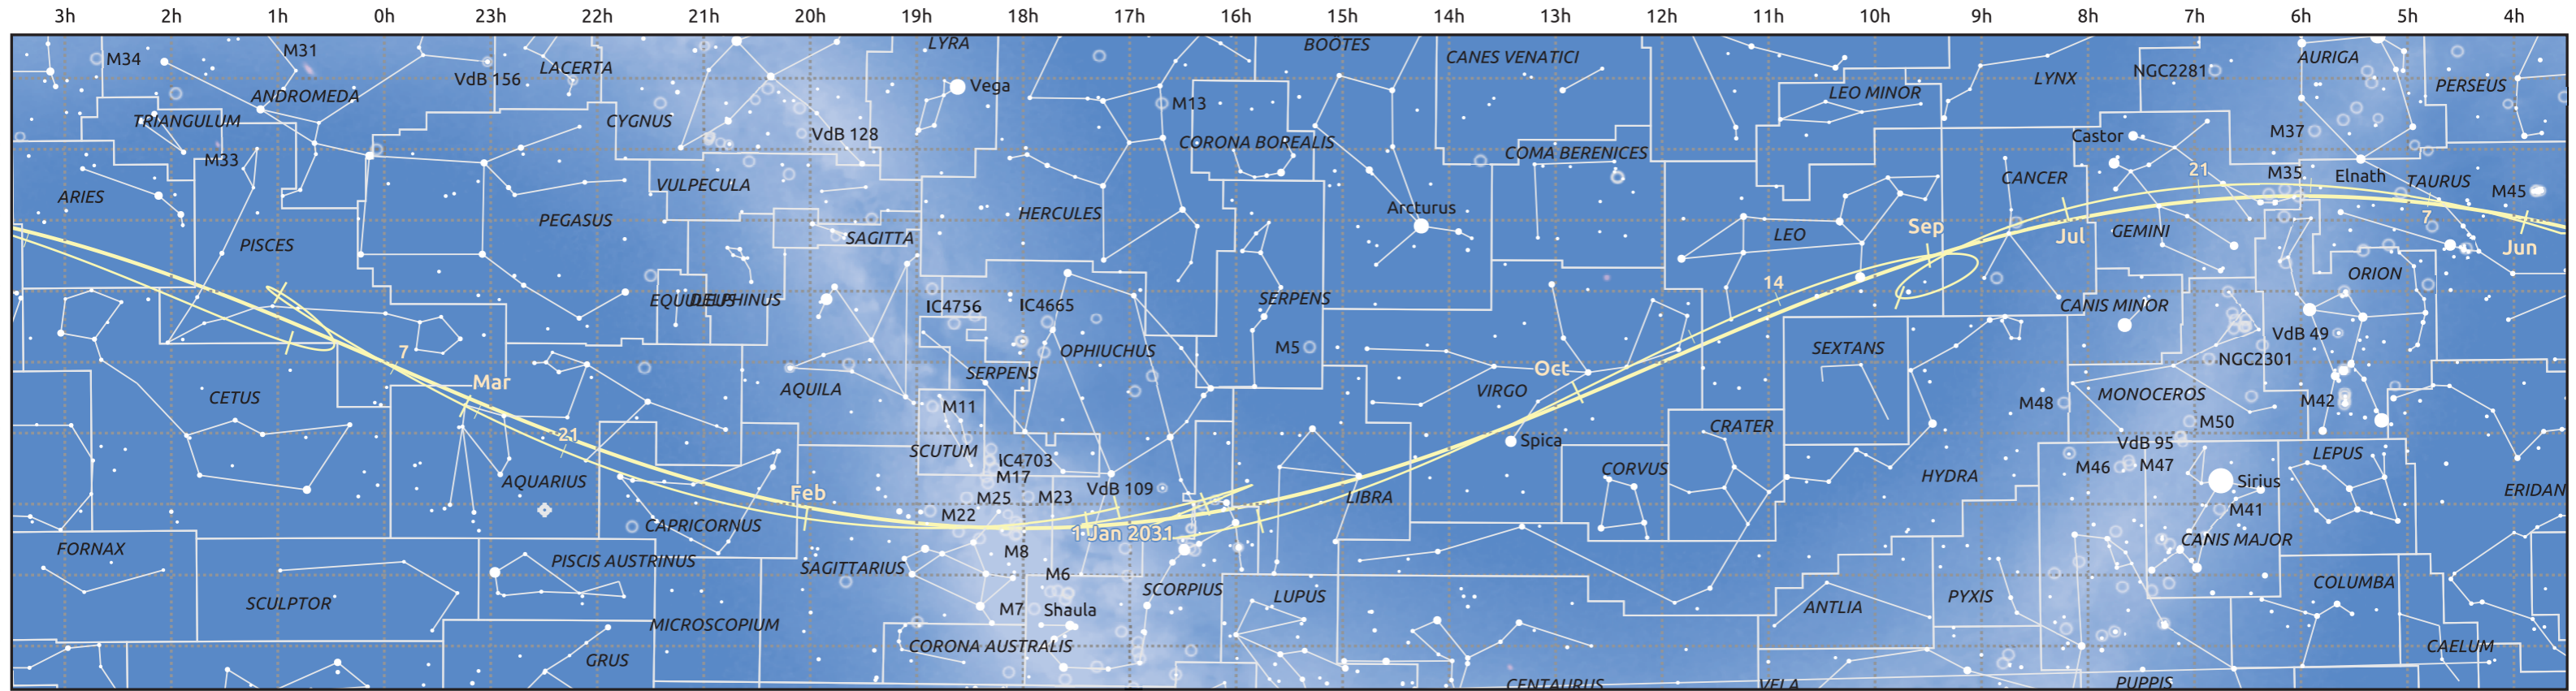 3h 2h 1h 0h 23h 22h 21h 20h 19h 18h 17h 16h 15h 14h 13h 12h 11h 10h 9h 8h 7h 6h 5h 4h
LYRA
BOÖTES
M34
M31
CANES VENATICI
AURIGA
LACERTA
VdB 156
NGC2281
LYNX
PERSEUS
Vega
ANDROMEDA
LEO MINOR
M13
TRIANGULUM
CYGNUS
VdB 128
M37
Castor
CORONA BOREALIS
COMA BERENICES
M33
21
M35
Elnath
TAURUS
M45
VULPECULA
CANCER
ARIES
Arcturus
HERCULES
PEGASUS
7
Sep
Jul
GEMINI
LEO
SAGITTA
PISCES
Jun
ORION
14
EQUULEUS
DELPHINUS
SERPENS
IC4756
IC4665
CANIS MINOR
VdB 49
M5
SEXTANS
7
OPHIUCHUS
NGC2301
SERPENS
Oct
Mar
AQUILA
VIRGO
MONOCEROS
CETUS
M11
M48
M42
M50
CRATER
21
Spica
VdB 95
SCUTUM
LEPUS
IC4703
M46
M47
CORVUS
M17
HYDRA
AQUARIUS
Sirius
VdB 109
ERIDAN
Feb
M25
M23
LIBRA
M22
M41
CAPRICORNUS
1 Jan 2031
CANIS MAJOR
FORNAX
M8
PISCIS AUSTRINUS
SAGITTARIUS
M6
COLUMBA
SCORPIUS
LUPUS
PYXIS
SCULPTOR
M7
Shaula
ANTLIA
MICROSCOPIUM
CORONA AUSTRALIS
CAELUM
GRUS
CENTAURUS
VELA
PUPPIS